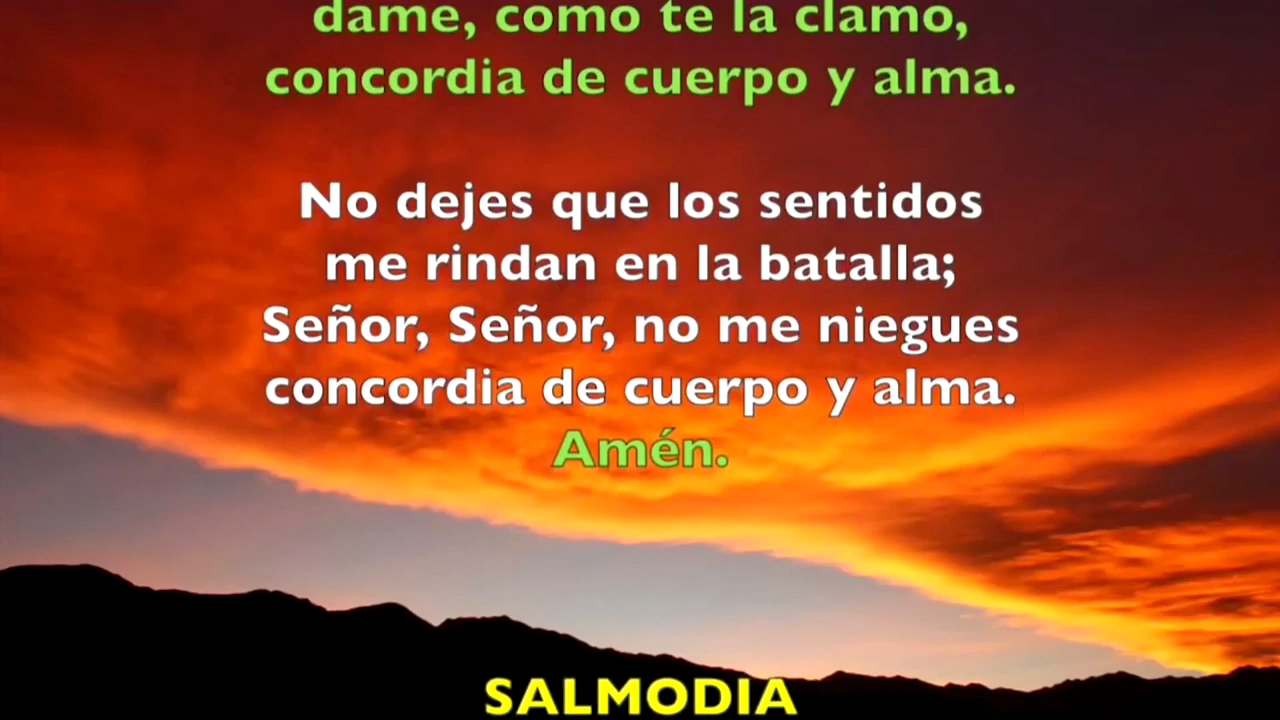 dame, como te la clamo,
concordia de cuerpo y alma.
No dejes que los sentidos
me rindan en la batalla;
Señor, Señor, no me niegues
concordia de cuerpo y alma.
Amén.
SALMODIA